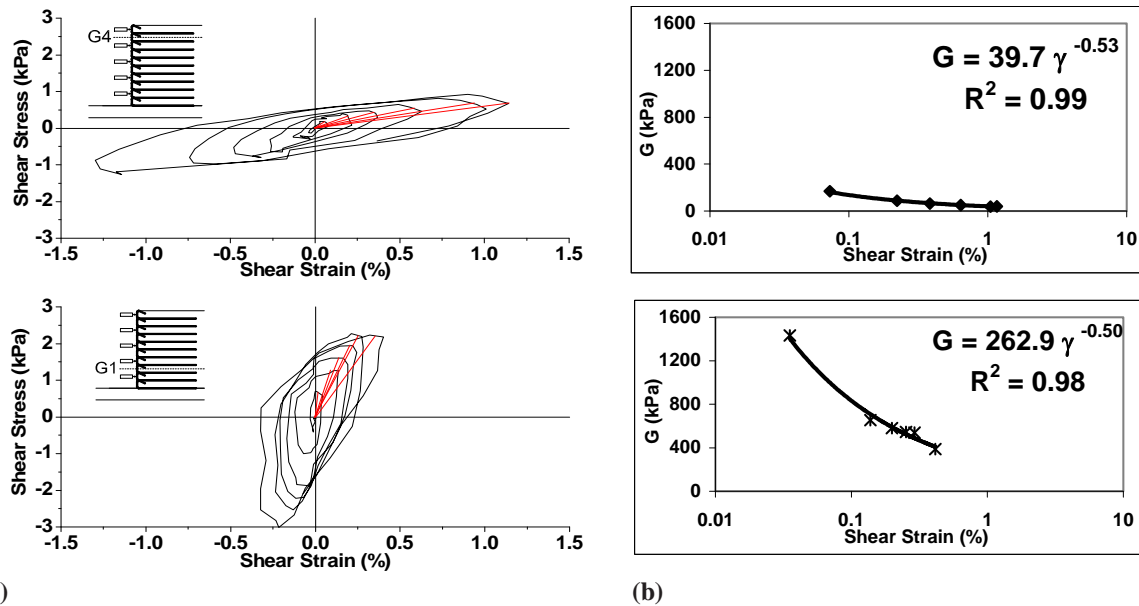 3
2
1
0
-1
-2
-3
Shear Stress (kPa)
G4
-1.5 -1.0 -0.5 0.0 0.5 1.0 1.5
Shear Strain (%)
1600
1200
800
400
0
G (kPa)
G = 39.7 γ^-0.53
R² = 0.99
0.01 0.1 1 10
Shear Strain (%)
3
2
1
0
-1
-2
-3
Shear Stress (kPa)
G1
-1.5 -1.0 -0.5 0.0 0.5 1.0 1.5
Shear Strain (%)
1600
1200
800
400
0
G (kPa)
G = 262.9 γ^-0.50
R² = 0.98
0.01 0.1 1 10
Shear Strain (%)
)
(b)